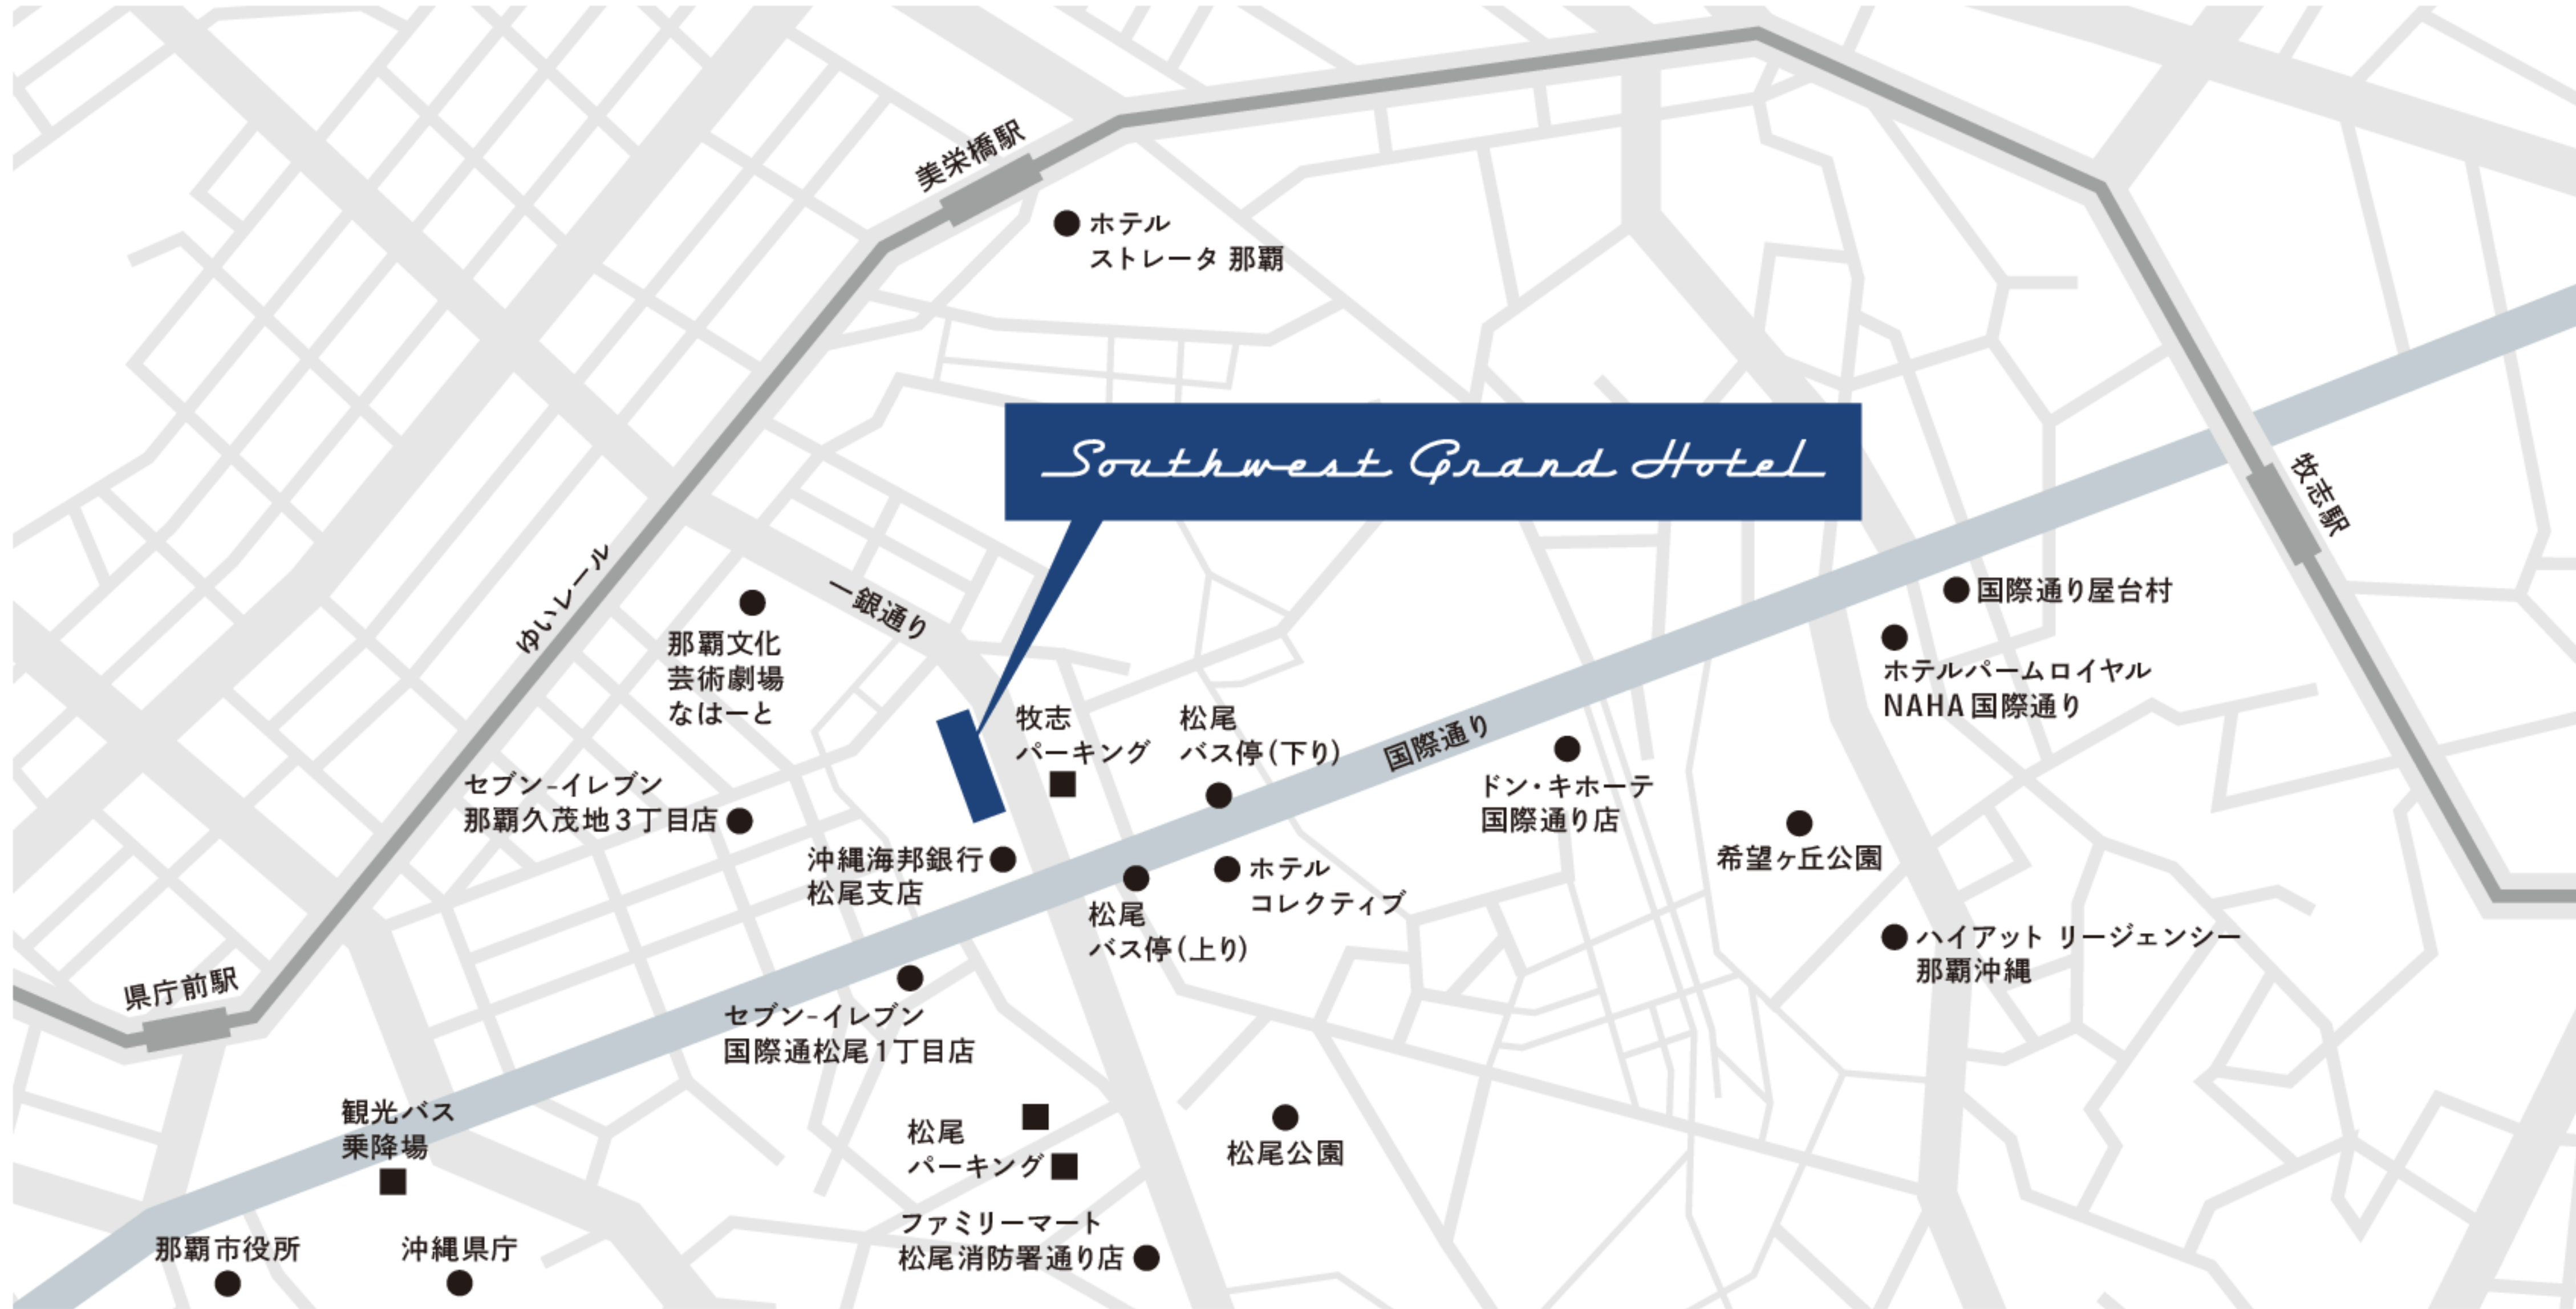 美栄橋駅
ホテル
ストレータ 那覇
Southwest Grand Hotel
牧志駅
ゆいレール
一銀通り
那覇文化
芸術劇場
なはーと
国際通り屋台村
ホテルパームロイヤル
NAHA国際通り
牧志
パーキング
松尾
バス停(下り)
国際通り
ドン・キホーテ
国際通り店
セブン-イレブン
那覇久茂地3丁目店
沖縄海邦銀行
松尾支店
ホテル
コレクティブ
希望ヶ丘公園
松尾
バス停(上り)
ハイアット リージェンシー
那覇沖縄
県庁前駅
セブン-イレブン
国際通松尾1丁目店
観光バス
乗降場
松尾
パーキング
松尾公園
ファミリーマート
松尾消防署通り店
那覇市役所
沖縄県庁